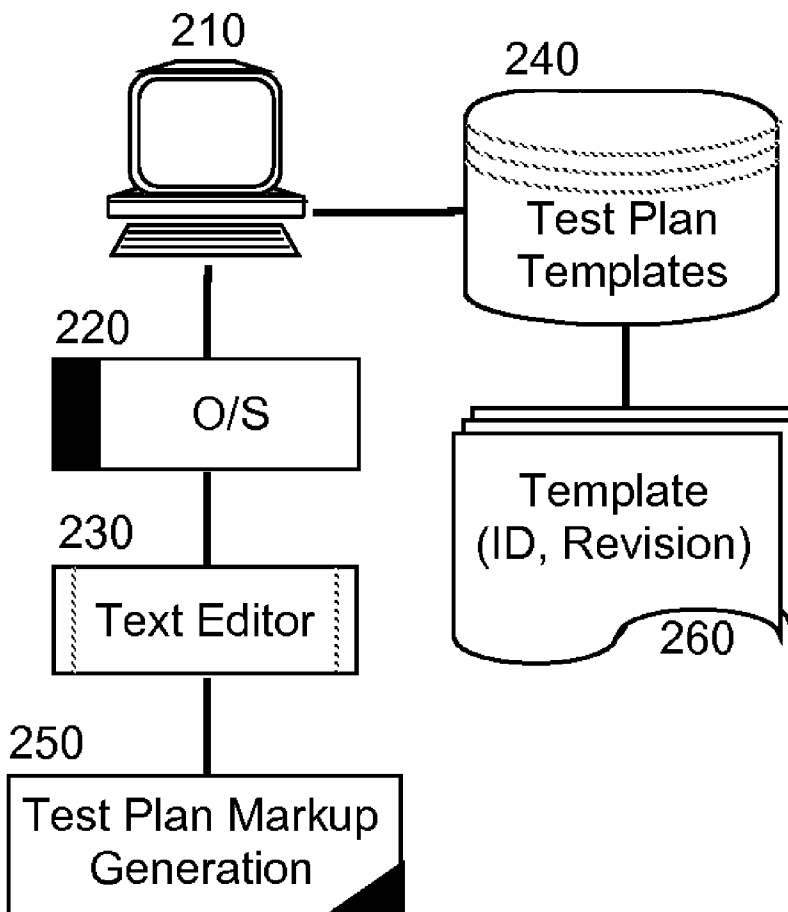 210
240
Test Plan
Templates
220
O/S
Template
(ID, Revision)
260
230
Text Editor
250
Test Plan Markup
Generation